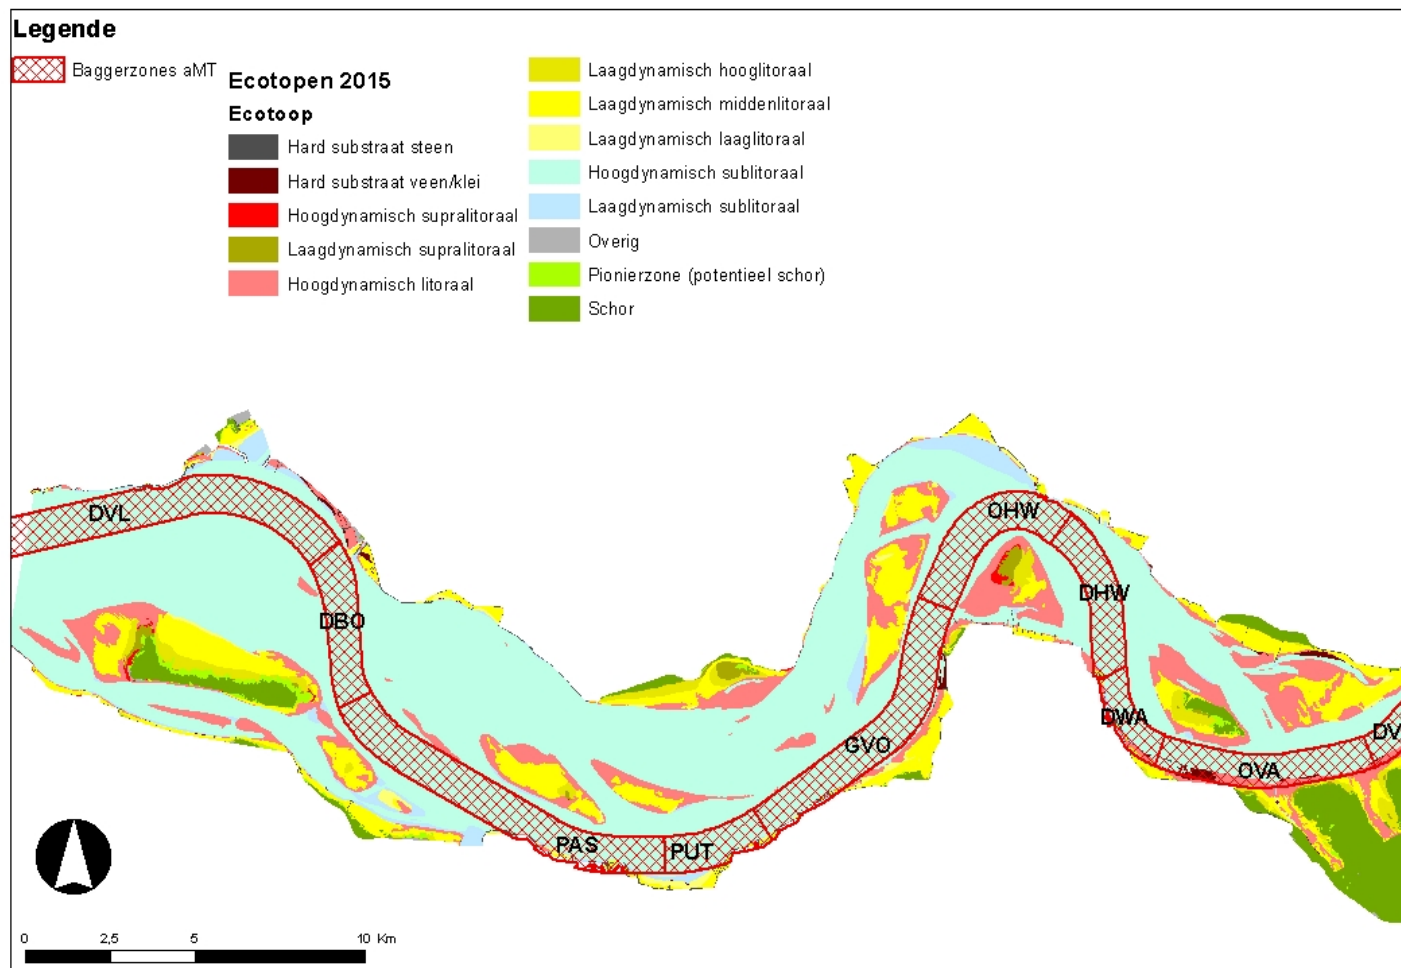 Legende
Baggerzones aMT
Ecotopen 2015
Ecotoop
Hard substraat steen
Hard substraat veen/klei
Hoogdynamisch supralitoraal
Laagdynamisch supralitoraal
Hoogdynamisch litoraal
Laagdynamisch hooglitoraal
Laagdynamisch middenlitoraal
Laagdynamisch laaglitoraal
Hoogdynamisch sublitoraal
Laagdynamisch sublitoraal
Overig
Pionierzone (potentieel schor)
Schor
DVL
OHW
DBO
DHW
DWA
DV
GVO
OVA
PAS
PUT
0 2,5 5 10 Km